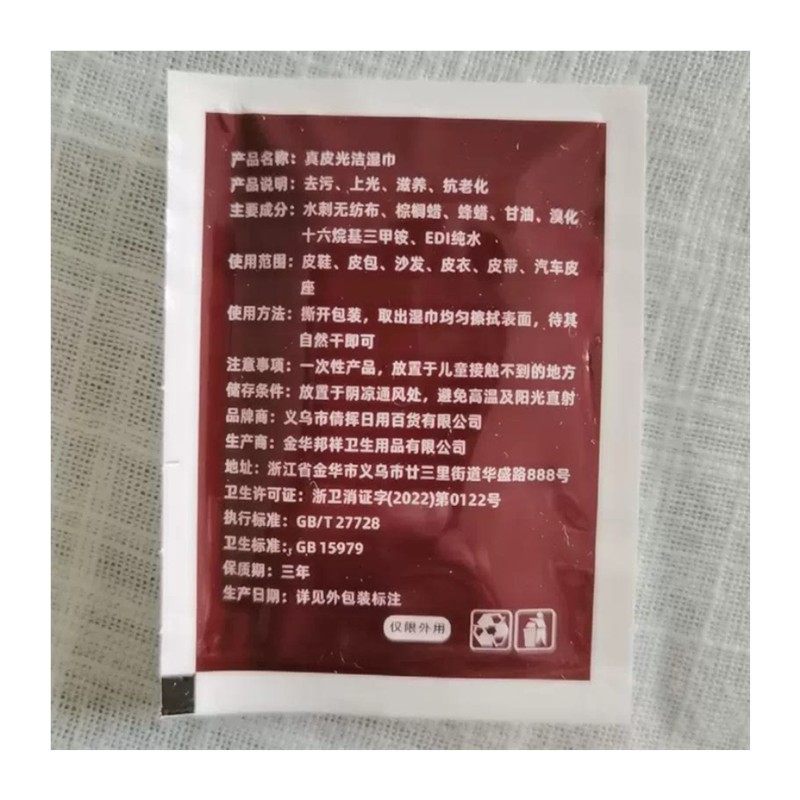 产品名称：真皮光洁湿巾
产品说明：去污、上光、滋养、抗老化
主要成分：水刺无纺布、棕榈蜡、蜂蜡、甘油、溴化
十六烷基三甲铵、EDI纯水
使用范围：皮鞋、皮包、沙发、皮衣、皮带、汽车皮
座
使用方法：撕开包装，取出湿巾均匀擦拭表面，待其
自然干即可
注意事项：一次性产品，放置于儿童接触不到的地方
储存条件：放置于阴凉通风处，避免高温及阳光直射
品牌商：义乌市倩挥日用百货有限公司
生产商：金华邦祥卫生用品有限公司
地址：浙江省金华市义乌市廿三里街道华盛路888号
卫生许可证：浙卫消证字(2022)第0122号
执行标准：GB/T 27728
卫生标准：GB 15979
保质期：三年
生产日期：详见外包装标注
仅限外用